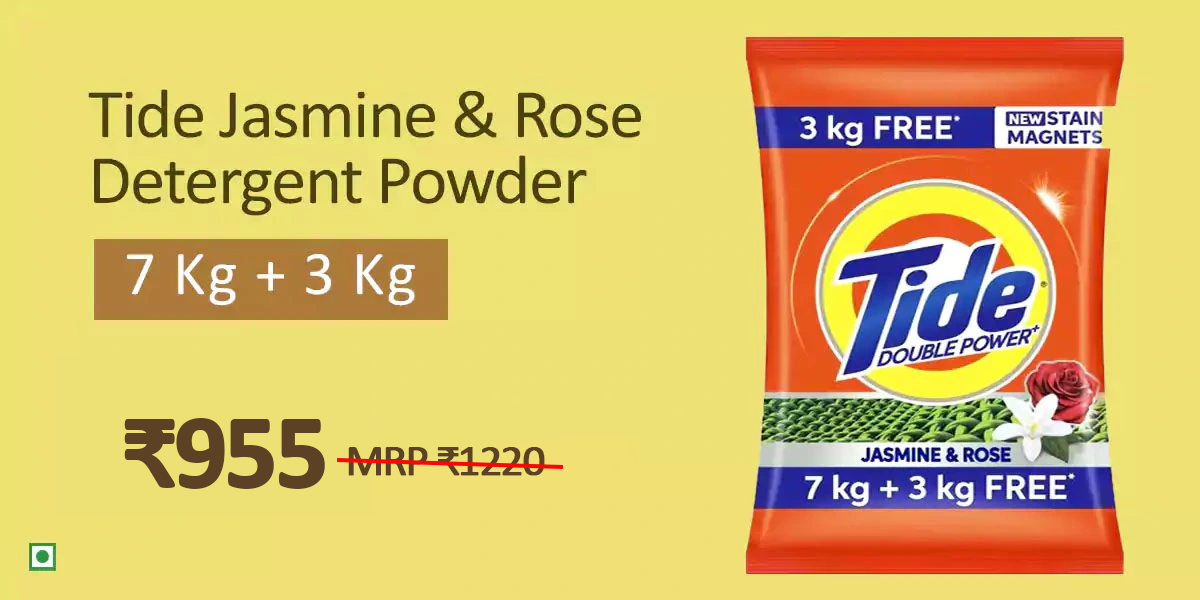 Tide Jasmine & Rose
Detergent Powder
7 Kg + 3 Kg
₹955 MRP ₹1220
3 kg FREE*
NEW STAIN
MAGNETS
Tide®
DOUBLE POWER+
JASMINE & ROSE
7 kg + 3 kg FREE*